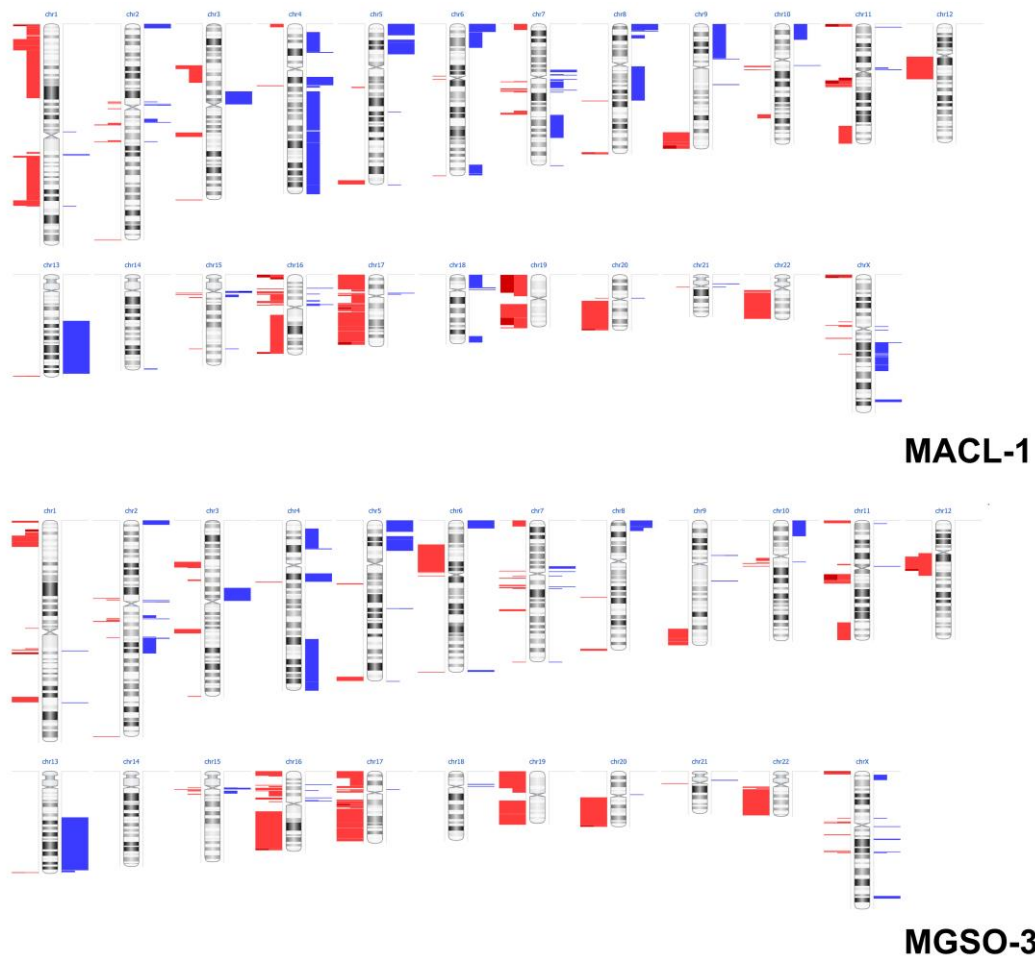 chr1 chr2 chr3 chr4 chr5 chr6 chr7 chr8 chr9 chr10 chr11 chr12
chr13 chr14 chr15 chr16 chr17 chr18 chr19 chr20 chr21 chr22 chrX
MACL-1
chr1 chr2 chr3 chr4 chr5 chr6 chr7 chr8 chr9 chr10 chr11 chr12
chr13 chr14 chr15 chr16 chr17 chr18 chr19 chr20 chr21 chr22 chrX
MGSO-3